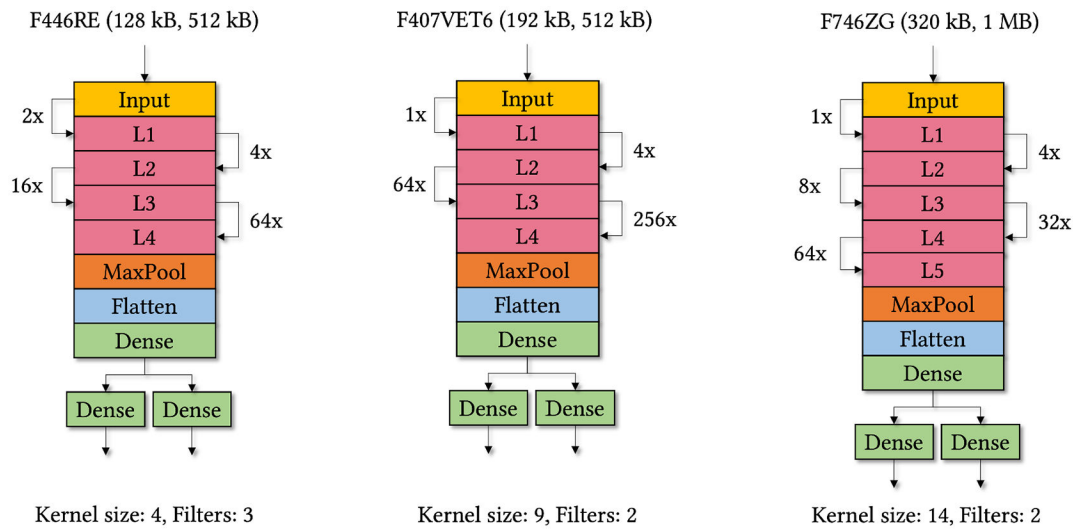 F446RE (128 kB, 512 kB)
Input
2x
L1
4x
L2
16x
L3
64x
L4
MaxPool
Flatten
Dense
Dense
Dense
Kernel size: 4, Filters: 3
F407VET6 (192 kB, 512 kB)
Input
1x
L1
4x
L2
64x
L3
256x
L4
MaxPool
Flatten
Dense
Dense
Dense
Kernel size: 9, Filters: 2
F746ZG (320 kB, 1 MB)
Input
1x
L1
4x
L2
8x
L3
32x
L4
64x
L5
MaxPool
Flatten
Dense
Dense
Dense
Kernel size: 14, Filters: 2